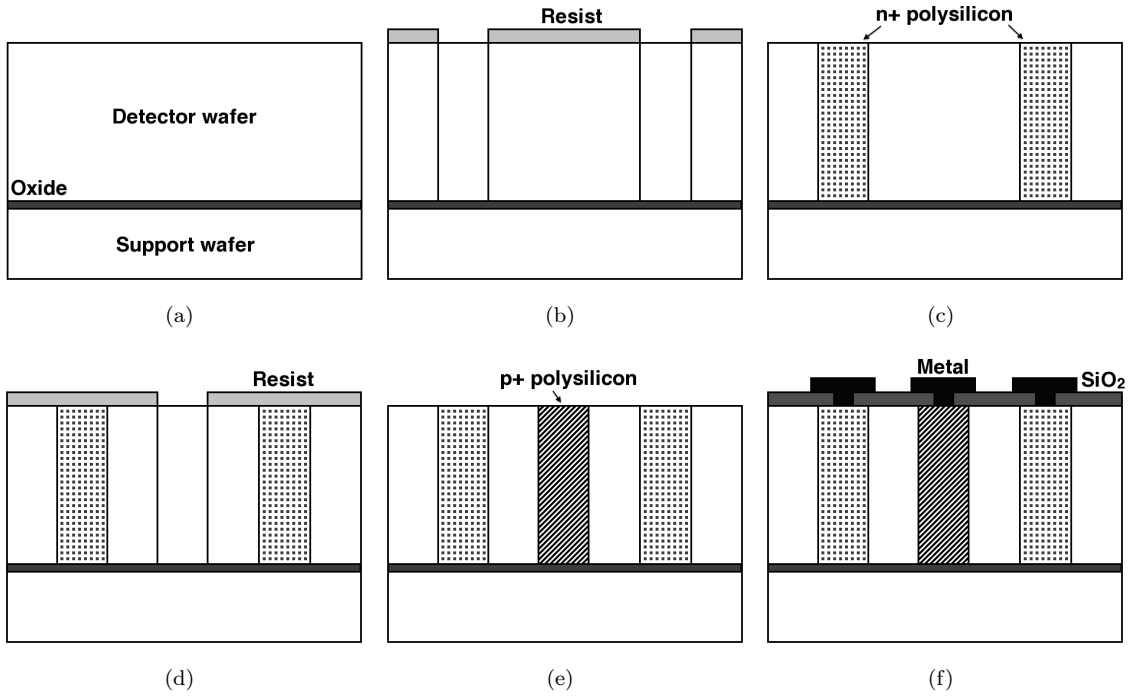 Detector wafer
Oxide
Support wafer
(a)
Resist
(b)
n+ polysilicon
(c)
Resist
(d)
p+ polysilicon
(e)
Metal
SiO₂
(f)